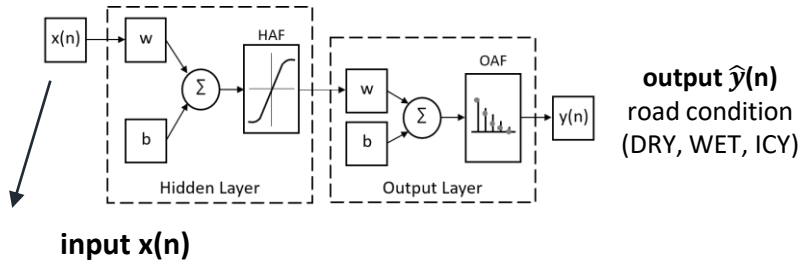 x(n)
w
b
Σ
HAF
Hidden Layer
w
b
Σ
OAF
Output Layer
y(n)
output ŷ(n)
road condition
(DRY, WET, ICY)
input x(n)